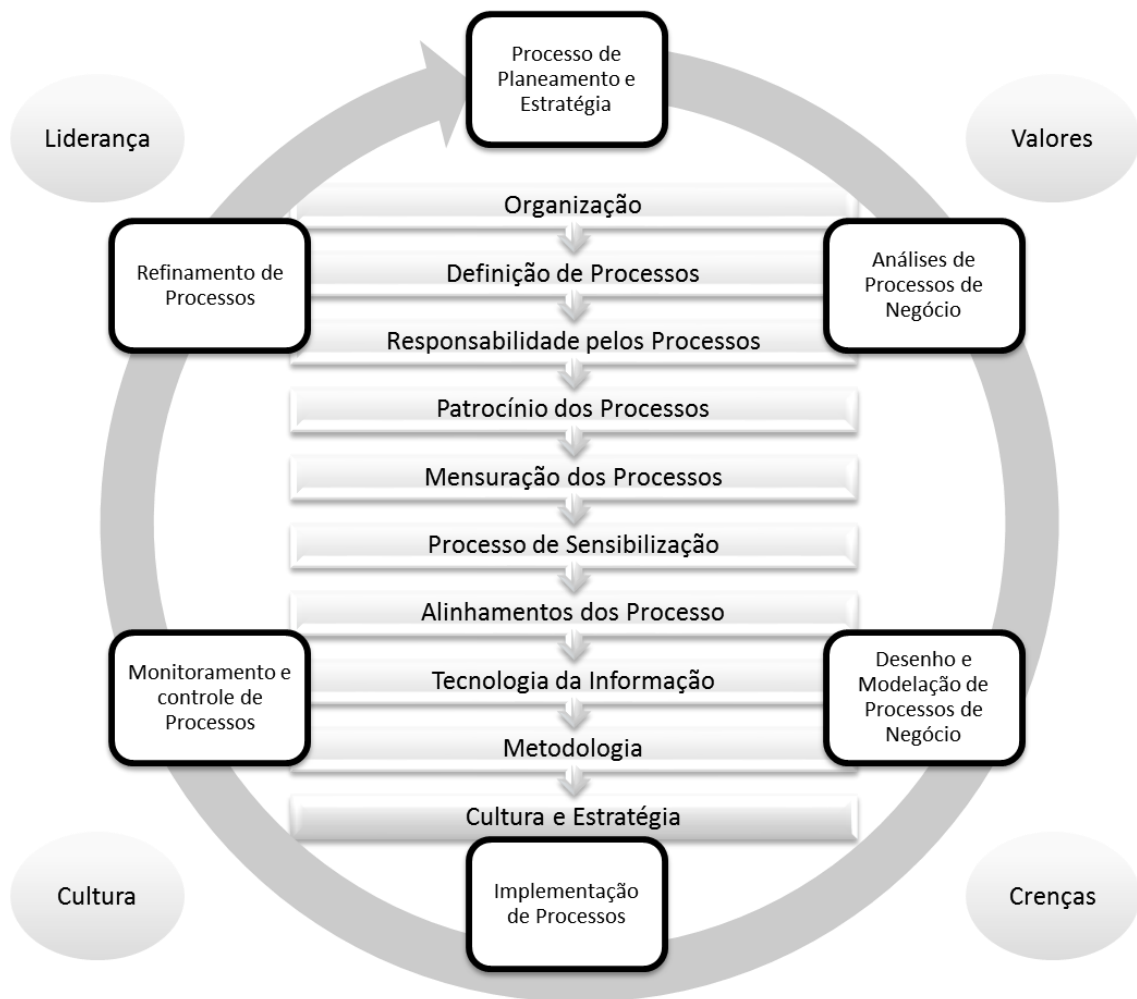 Processo de
Planeamento e
Estratégia
Liderança
Valores
Organização
Refinamento de
Processos
Definição de Processos
Análises de
Processos de
Negócio
Responsabilidade pelos Processos
Patrocínio dos Processos
Mensuração dos Processos
Processo de Sensibilização
Alinhamentos dos Processo
Monitoramento e
controle de
Processos
Tecnologia da Informação
Desenho e
Modelação de
Processos de
Negócio
Metodologia
Cultura e Estratégia
Cultura
Implementação
de Processos
Crenças